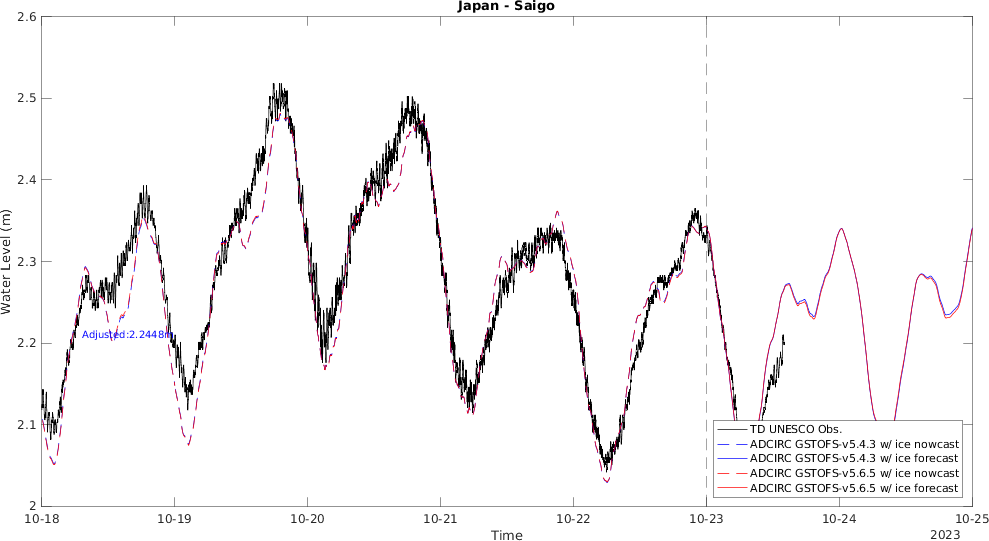 Japan - Saigo
2.6
2.5
2.4
2.3
2.2
2.1
2
Water Level (m)
Adjusted:2.2448m
TD UNESCO Obs.
ADCIRC GSTOFS-v5.4.3 w/ ice nowcast
ADCIRC GSTOFS-v5.4.3 w/ ice forecast
ADCIRC GSTOFS-v5.6.5 w/ ice nowcast
ADCIRC GSTOFS-v5.6.5 w/ ice forecast
10-18 10-19 10-20 10-21 10-22 10-23 10-24 10-25
Time
2023